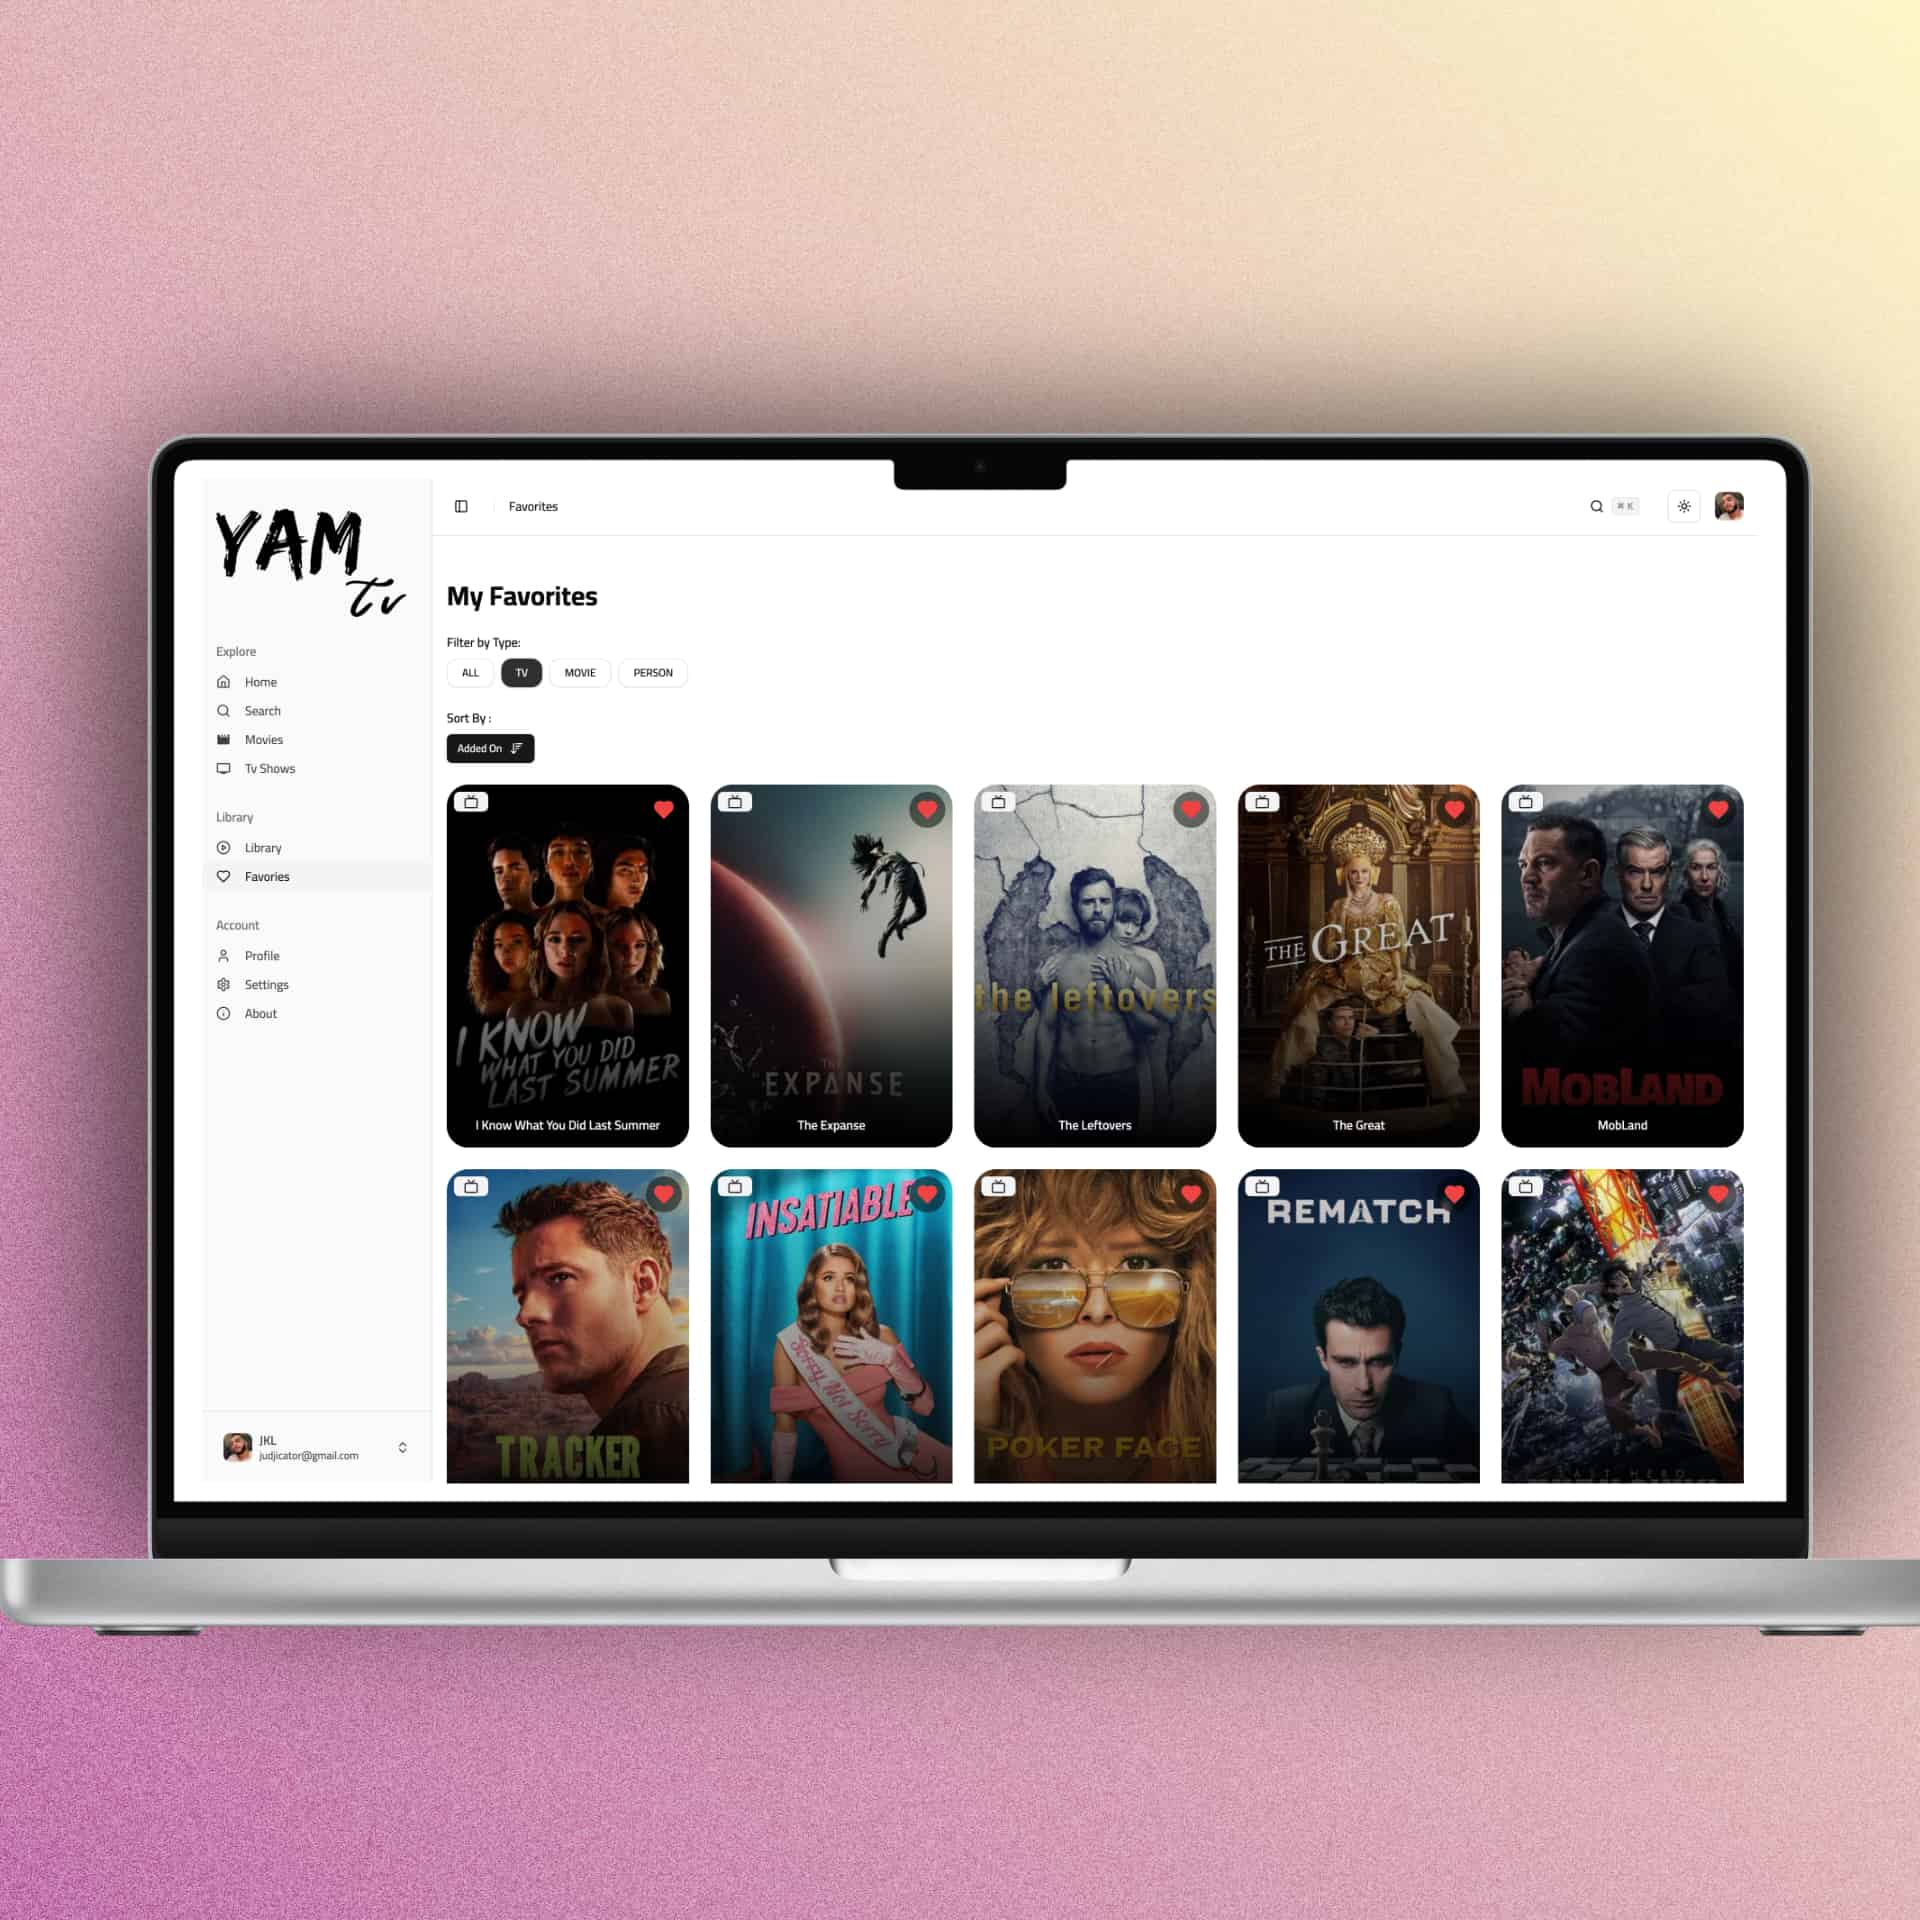 YAM
tv
Favorites
⌘ K
Explore
Home
Search
Movies
Tv Shows
Library
Library
Favories
Account
Profile
Settings
About
JKL
judjicator@gmail.com
My Favorites
Filter by Type:
ALL
TV
MOVIE
PERSON
Sort By :
Added On
I KNOW
WHAT YOU DID
LAST SUMMER
I Know What You Did Last Summer
The
EXPANSE
The Expanse
the leftovers
The Leftovers
THE GREAT
The Great
MOBLAND
MobLand
TRACKER
INSATIABLE
Sorry Not Sorry
POKER FACE
REMATCH